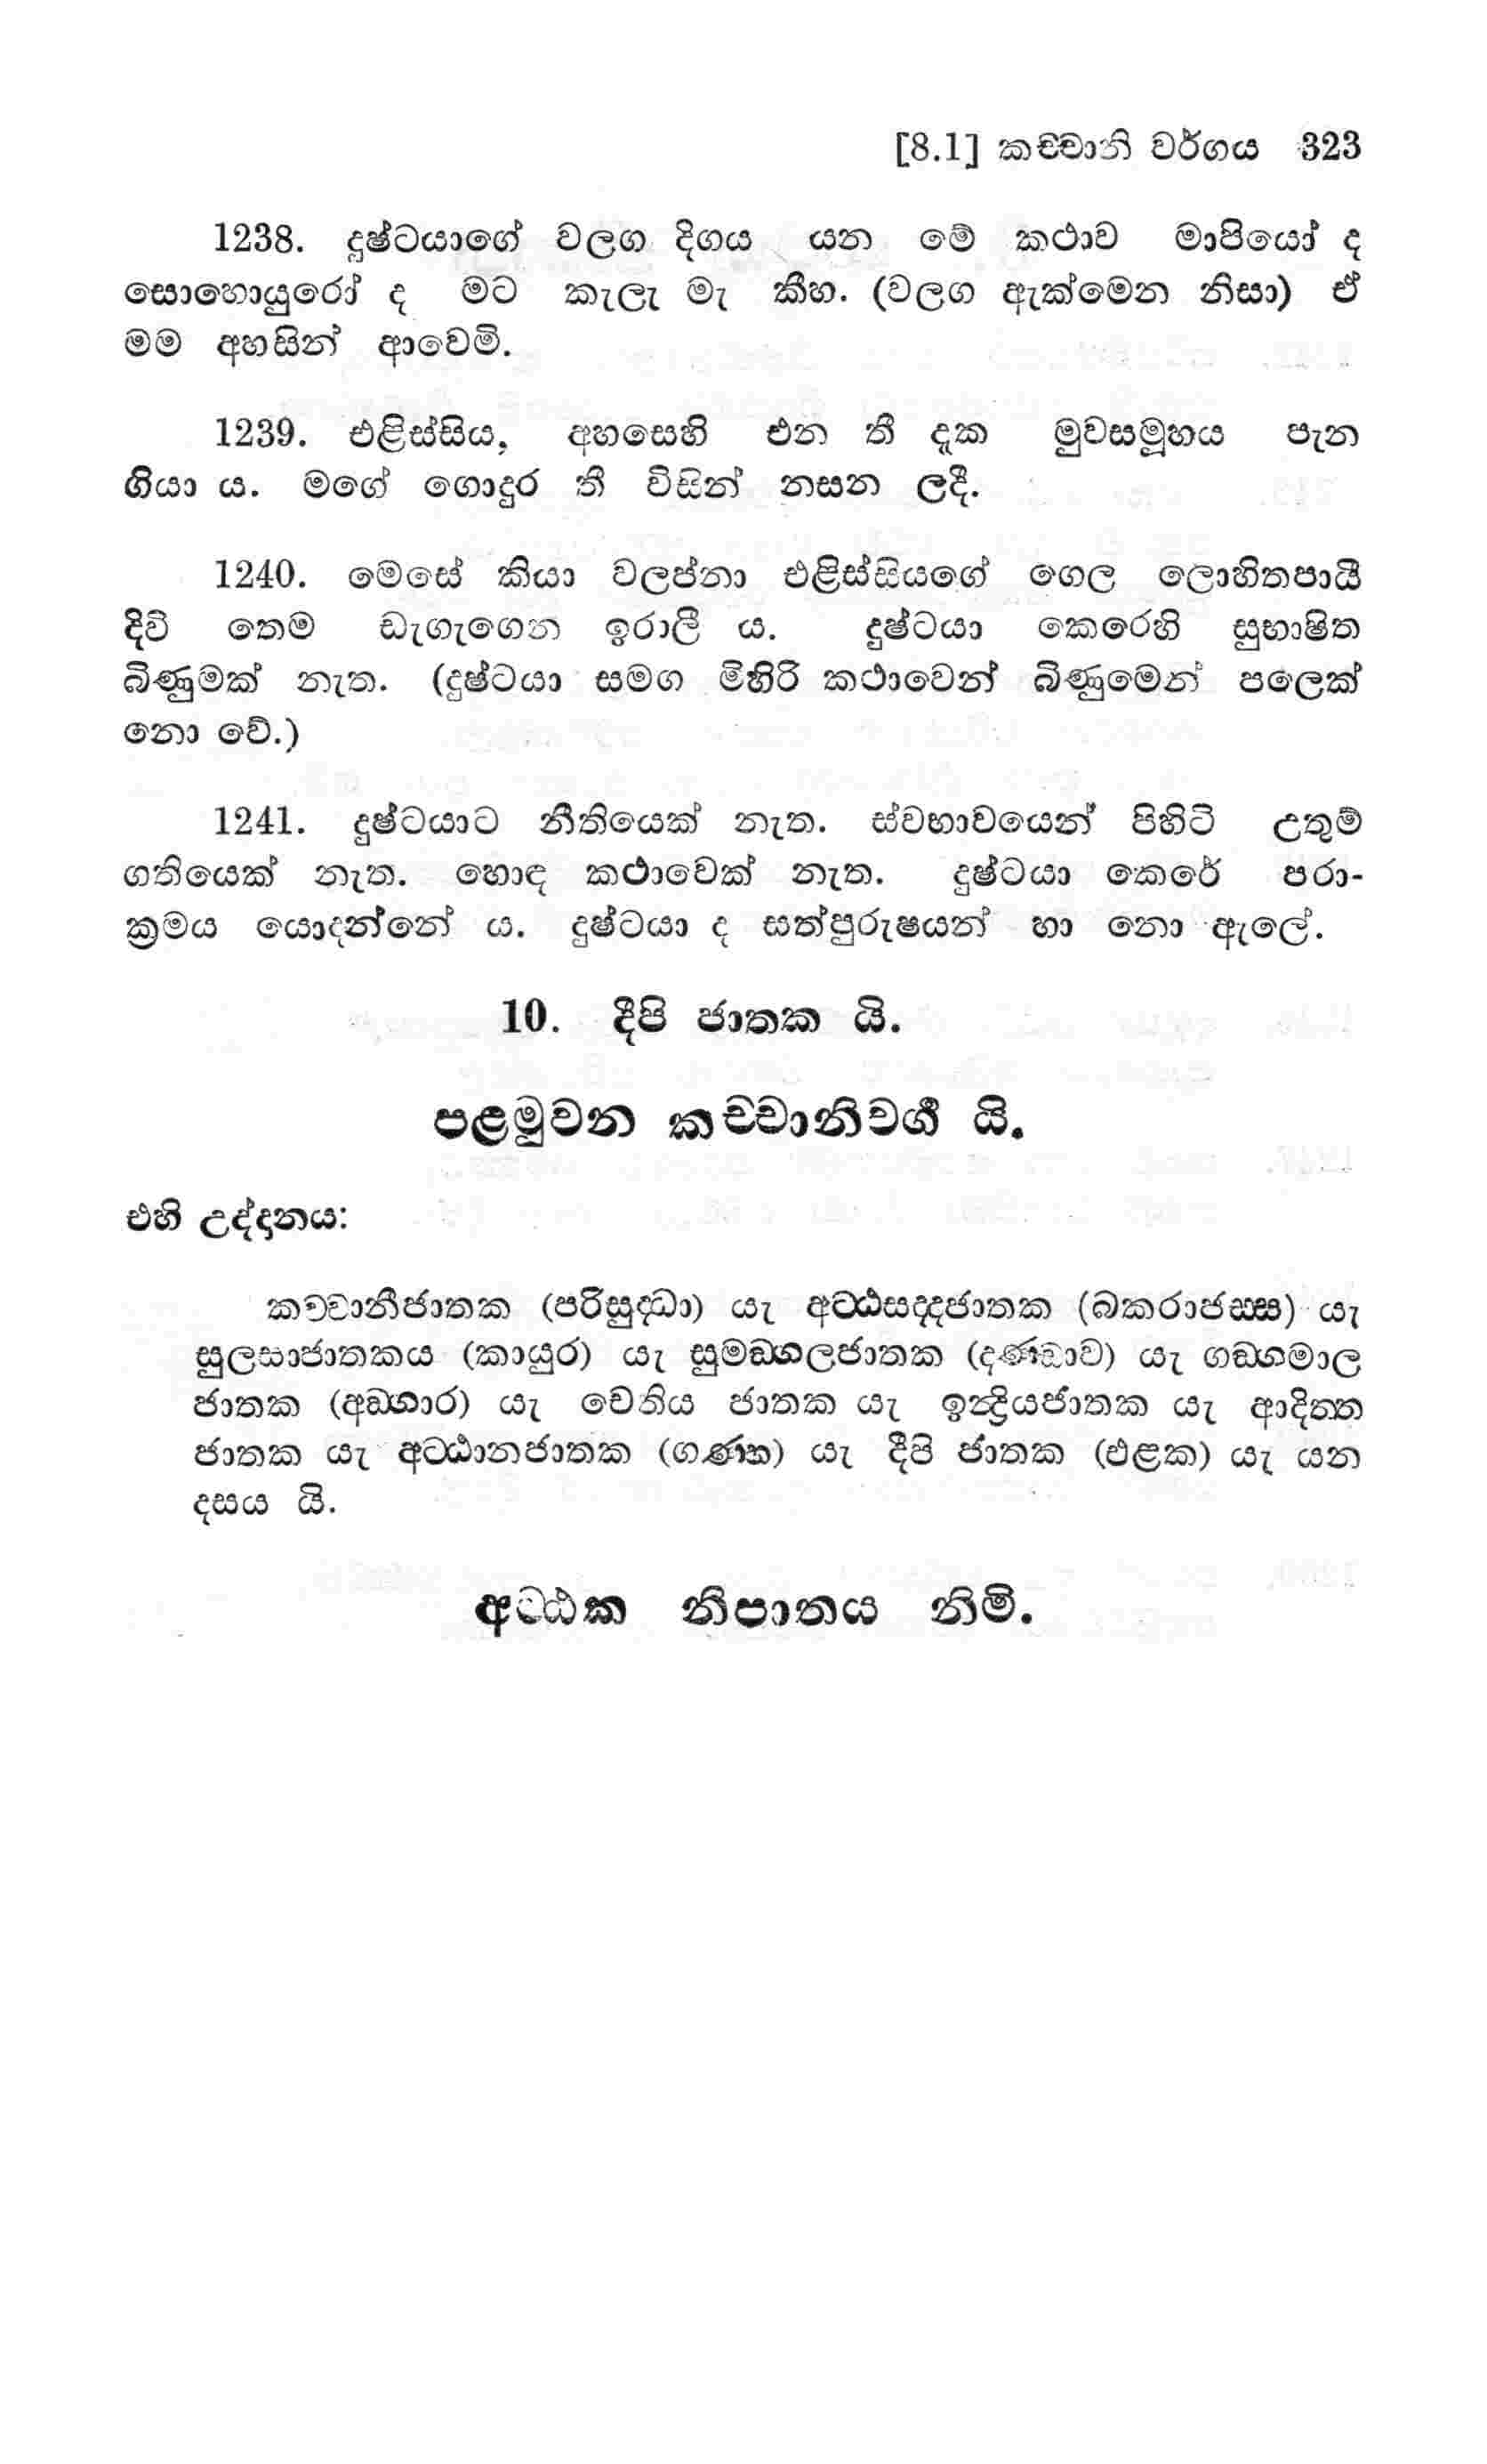 [8.1] කච්චානි වර්ගය 323
1238. දුෂ්ටයාගේ වලග දිගය යන මේ කථාව මාපියෝ ද
සොහොයුරෝ ද මට කැලැ මැ කීහ. (වලග ඇක්මෙන නිසා) ඒ
මම අහසින් ආවෙමි.
1239. එළිස්සිය, අහසෙහි එන තී දැක මුවසමූහය පැන
ගියා ය. මගේ ගොදුර තී විසින් නසන ලදී.
1240. මෙසේ කියා වලප්නා එළිස්සියගේ ගෙල ලොහිතපායී
දිවි තෙම ඩැගැගෙන ඉරාලී ය. දුෂ්ටයා කෙරෙහි සුභාෂිත
බිණුමක් නැත. (දුෂ්ටයා සමග මිහිරි කථාවෙන් බිණුමෙන් පලෙක්
නො වේ.)
1241. දුෂ්ටයාට නීතියෙක් නැත. ස්වභාවයෙන් පිහිටි උතුම්
ගතියෙක් නැත. හොඳ කථාවෙක් නැත. දුෂ්ටයා කෙරේ පරා-
ක්‍රමය යොදන්නේ ය. දුෂ්ටයා ද සත්පුරුෂයන් හා නො ඇලේ.
10. දීපි ජාතක යි.
පළමුවන කච්චානිවර්‍ග යි.
එහි උද්දානය:
කච්චානීජාතක (පරිසුද්ධා) යැ අට්ඨසද්දජාතක (බකරාජස්ස) යැ
සුලසාජාතකය (කායුර) යැ සුමඞ්ගලජාතක (දණ්ඩාව) යැ ගඞ්ගමාල
ජාතක (අඞ්ගාර) යැ චෙතිය ජාතක යැ ඉන්‍ද්‍රියජාතක යැ ආදිත්ත
ජාතක යැ අට්ඨානජාතක (ගණික) යැ දීපි ජාතක (එළක) යැ යන
දසය යි.
අට්ඨක නිපාතය නිමි.